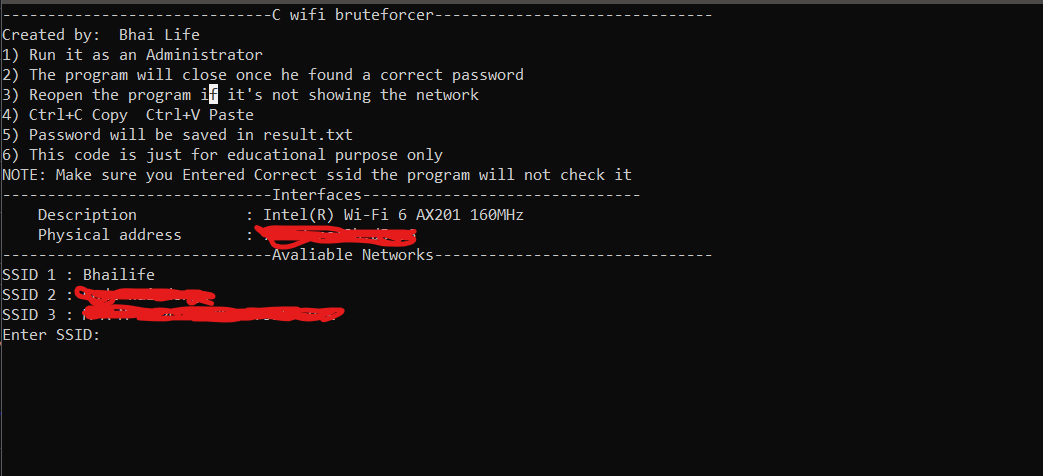 ------------------------------C wifi bruteforcer-------------------------------
Created by:  Bhai Life
1) Run it as an Administrator
2) The program will close once he found a correct password
3) Reopen the program if it's not showing the network
4) Ctrl+C Copy  Ctrl+V Paste
5) Password will be saved in result.txt
6) This code is just for educational purpose only
NOTE: Make sure you Entered Correct ssid the program will not check it
------------------------------Interfaces-------------------------------
    Description            : Intel(R) Wi-Fi 6 AX201 160MHz
    Physical address       :
------------------------------Avaliable Networks-------------------------------
SSID 1 : Bhailife
SSID 2 :
SSID 3 :
Enter SSID: